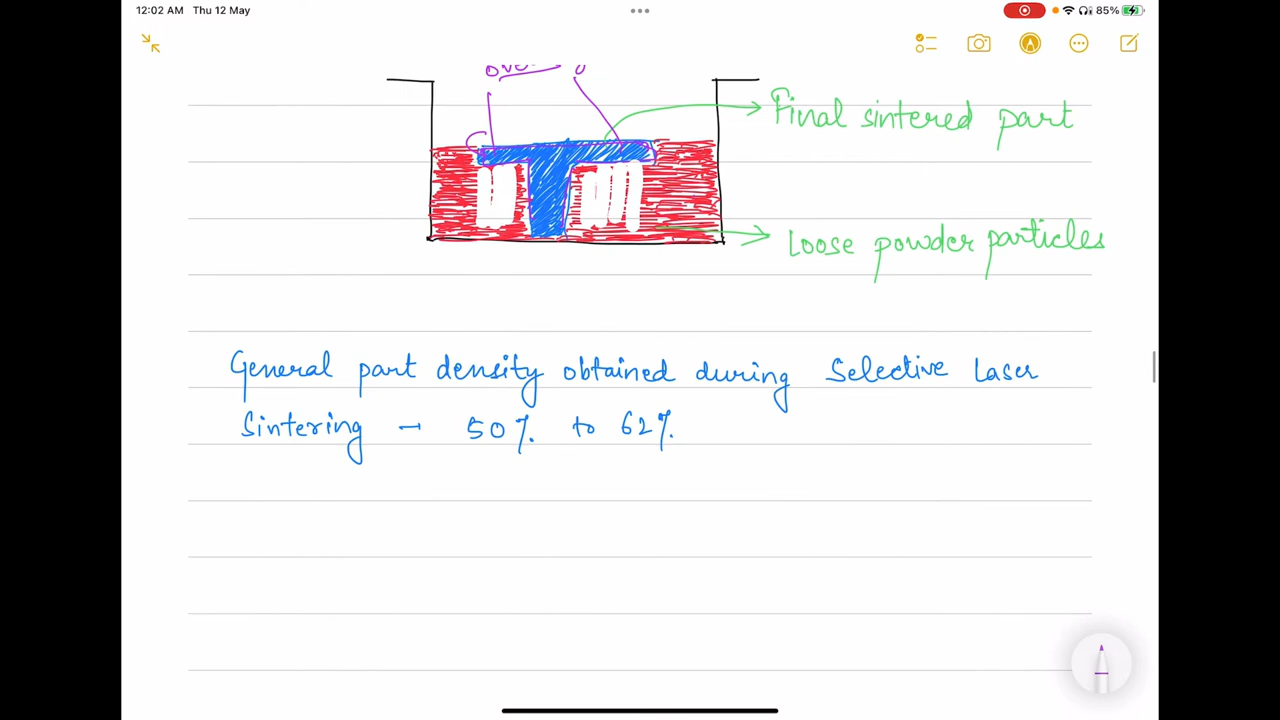 12:02 AM Thu 12 May
85%
Final sintered part
Loose powder particles
General part density obtained during Selective Laser
Sintering → 50% to 62%